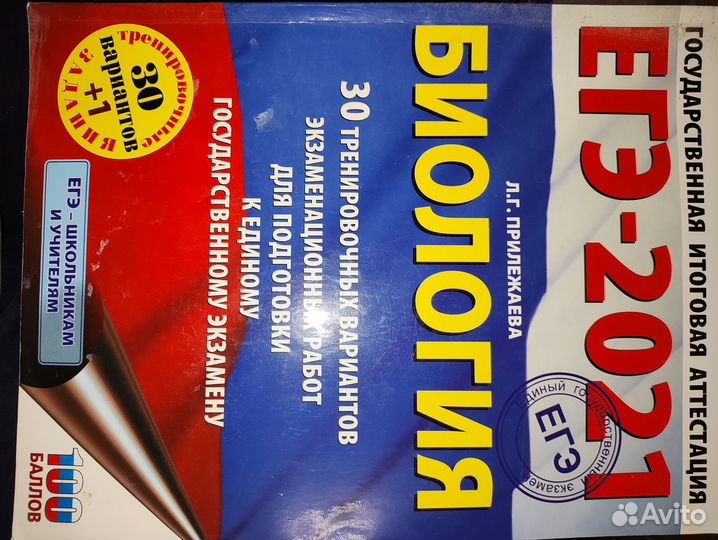 ГОСУДАРСТВЕННАЯ ИТОГОВАЯ АТТЕСТАЦИЯ
ЕГЭ-2021
Единый государственный экзамен
ЕГЭ
Л.Г. ПРИЛЕЖАЕВА
БИОЛОГИЯ
30 ТРЕНИРОВОЧНЫХ ВАРИАНТОВ
ЭКЗАМЕНАЦИОННЫХ РАБОТ
ДЛЯ ПОДГОТОВКИ
К ЕДИНОМУ
ГОСУДАРСТВЕННОМУ ЭКЗАМЕНУ
тренировочные
30
вариантов
+1
ЗАДАНИЯ
ЕГЭ – ШКОЛЬНИКАМ
И УЧИТЕЛЯМ
100
БАЛЛОВ
Avito